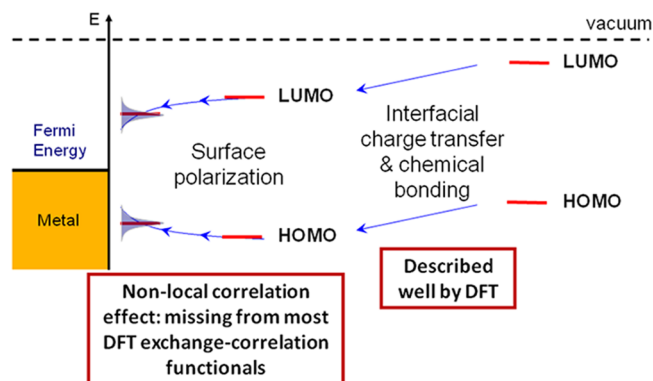 E
vacuum
LUMO
LUMO
Fermi
Energy
Interfacial
charge transfer
& chemical
bonding
Surface
polarization
Metal
HOMO
HOMO
Described
well by DFT
Non-local correlation
effect: missing from most
DFT exchange-correlation
functionals